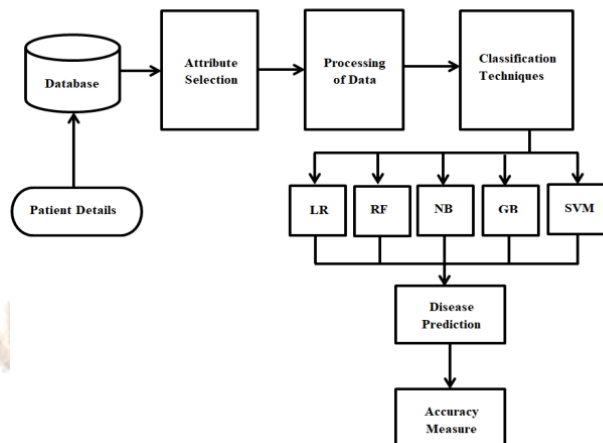 Database
Attribute
Selection
Processing
of Data
Classification
Techniques
Patient Details
LR
RF
NB
GB
SVM
Disease
Prediction
Accuracy
Measure